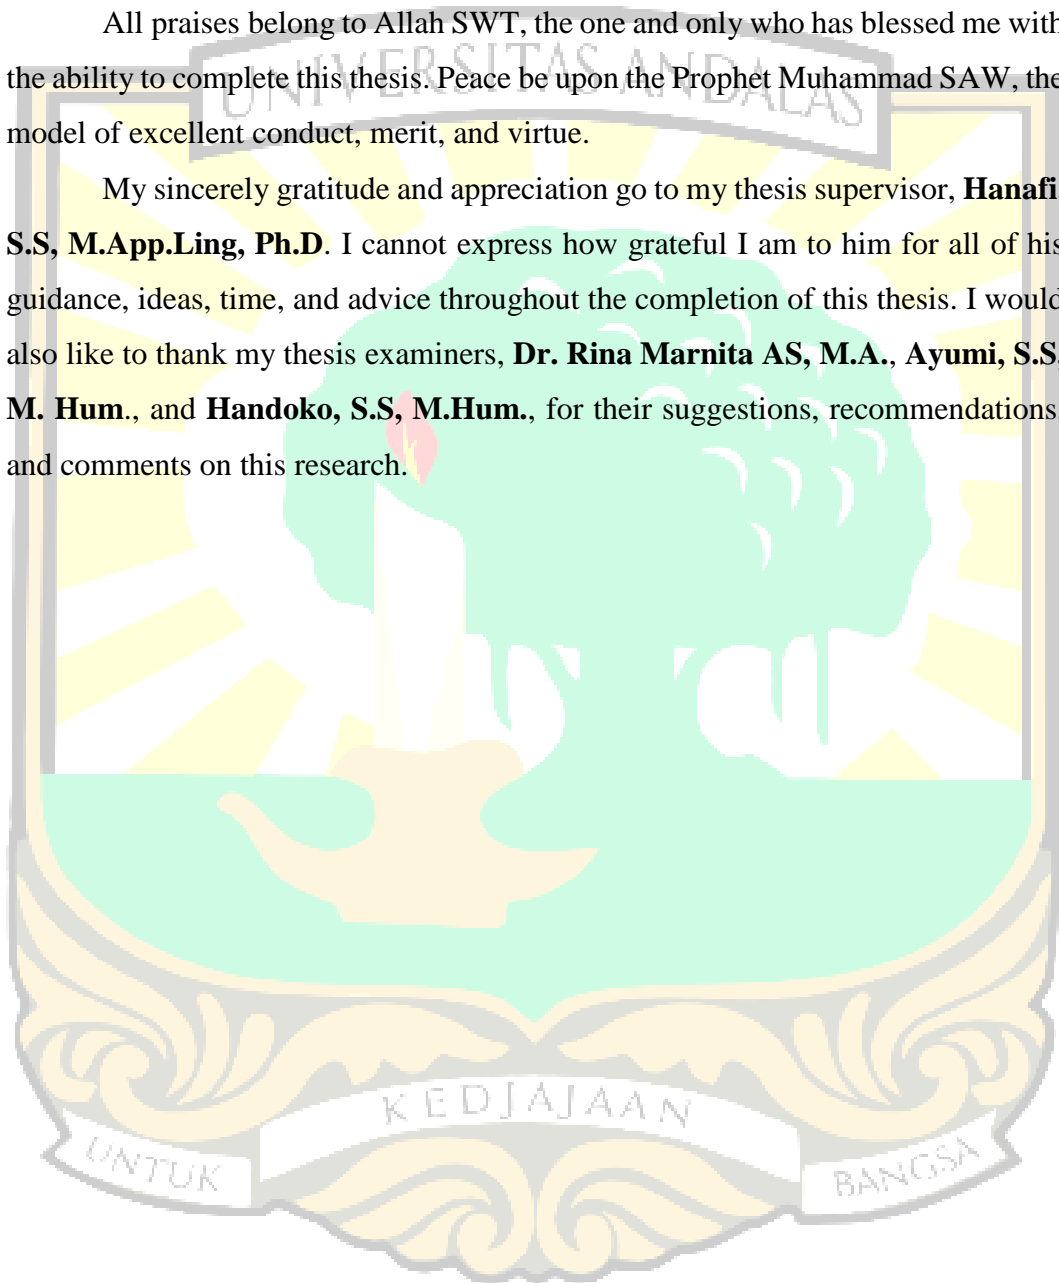 All praises belong to Allah SWT, the one and only who has blessed me with
UNIVERSITAS ANDALAS
the ability to complete this thesis. Peace be upon the Prophet Muhammad SAW, the
model of excellent conduct, merit, and virtue.
My sincerely gratitude and appreciation go to my thesis supervisor, Hanafi
S.S, M.App.Ling, Ph.D. I cannot express how grateful I am to him for all of his
guidance, ideas, time, and advice throughout the completion of this thesis. I would
also like to thank my thesis examiners, Dr. Rina Marnita AS, M.A., Ayumi, S.S,
M. Hum., and Handoko, S.S, M.Hum., for their suggestions, recommendations,
and comments on this research.
UNTUK KEDJAJAAN BANGSA